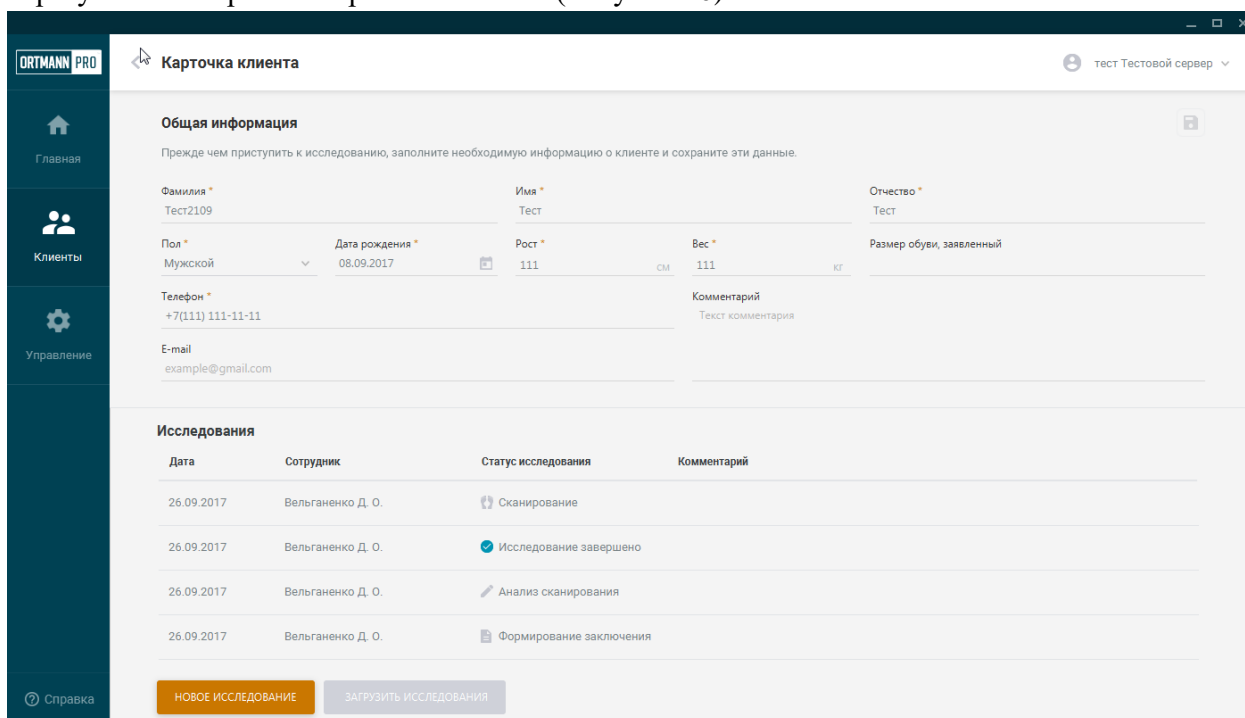 ORTMANN PRO
Карточка клиента
тест Тестовой сервер
Главная
Клиенты
Управление
Справка
Общая информация
Прежде чем приступить к исследованию, заполните необходимую информацию о клиенте и сохраните эти данные.
Фамилия * Имя * Отчество *
Тест2109 Тест Тест
Пол * Дата рождения * Рост * Вес * Размер обуви, заявленный
Мужской 08.09.2017 111 см 111 кг
Телефон * Комментарий
+7(111) 111-11-11 Текст комментария
E-mail
example@gmail.com
Исследования
Дата Сотрудник Статус исследования Комментарий
26.09.2017 Вельганенко Д. О. Сканирование
26.09.2017 Вельганенко Д. О. Исследование завершено
26.09.2017 Вельганенко Д. О. Анализ сканирования
26.09.2017 Вельганенко Д. О. Формирование заключения
НОВОЕ ИССЛЕДОВАНИЕ ЗАГРУЗИТЬ ИССЛЕДОВАНИЯ